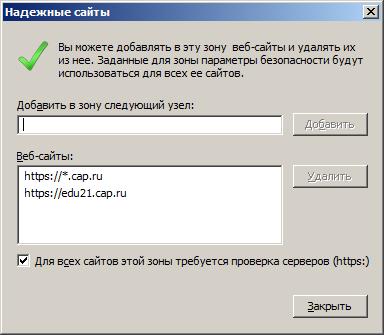 Надежные сайты
Вы можете добавлять в эту зону веб-сайты и удалять их
из нее. Заданные для зоны параметры безопасности будут
использоваться для всех ее сайтов.
Добавить в зону следующий узел:
Добавить
Веб-сайты:
https://*.cap.ru
https://edu21.cap.ru
Удалить
Для всех сайтов этой зоны требуется проверка серверов (https:)
Закрыть